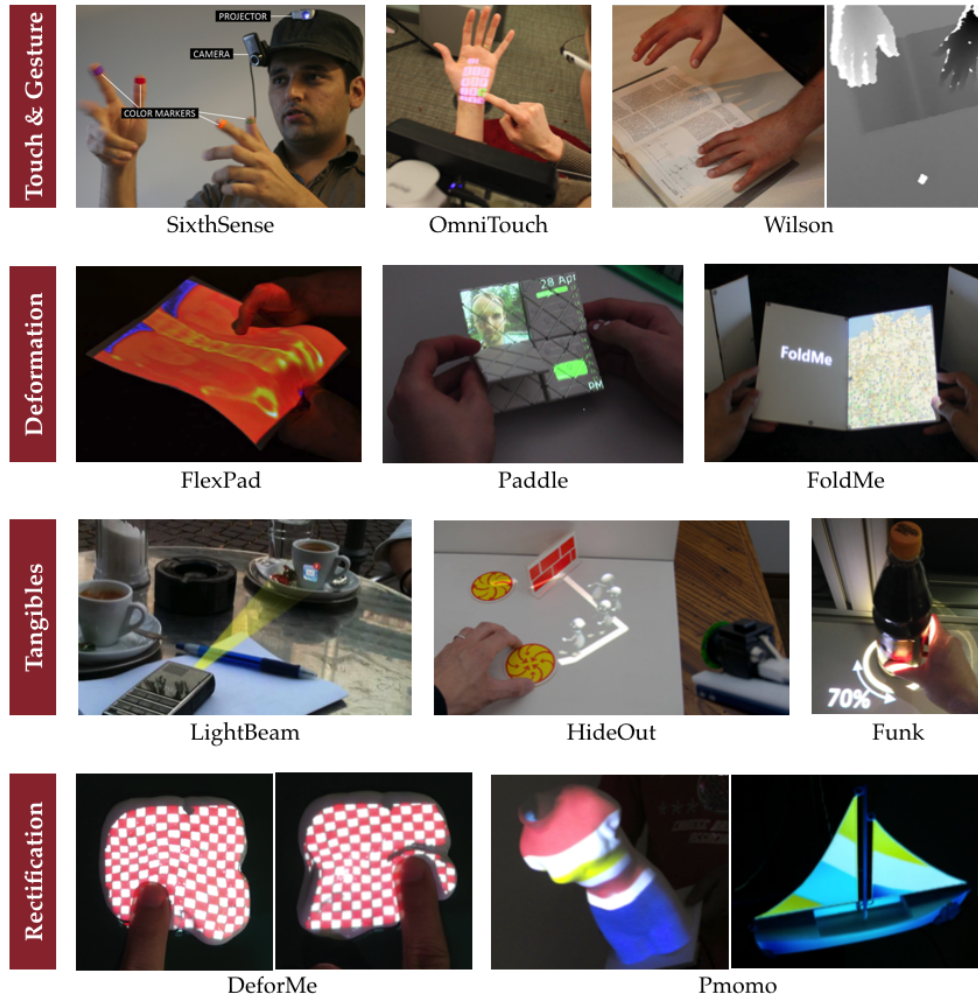 Touch & Gesture
PROJECTOR
CAMERA
COLOR MARKERS
SixthSense
OmniTouch
Wilson
Deformation
28 Apr
PM
FoldMe
FlexPad
Paddle
FoldMe
Tangibles
70%
LightBeam
HideOut
Funk
Rectification
DeforMe
Pmomo